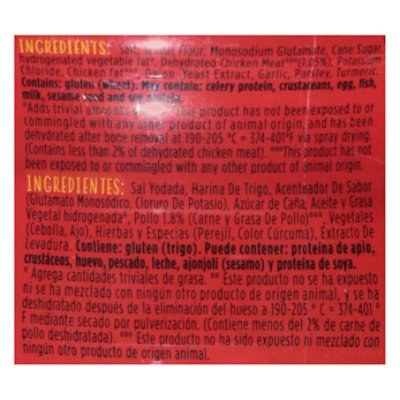 INGREDIENTS: Salt, Wheat Flour, Monosodium Glutamate, Cane Sugar,
hydrogenated vegetable fat*, Dehydrated Chicken Meat°°(1.05%), Potassium
Chloride, Chicken fat°°°, Onion, Yeast Extract, Garlic, Parsley, Turmeric.
Contains: gluten (wheat). May contain: celery protein, crustaceans, egg, fish,
milk, sesame seed and soy protein.
*Adds trivial amounts of This product has not been exposed to or
commingled with any other product of animal origin, and has been
dehydrated after bone removal at 190-205 °C = 374-401°F via spray drying.
(Contains less than 2% of dehydrated chicken meat). °°°This product has not
been exposed to or commingled with any other product of animal origin.
INGREDIENTES: Sal Yodada, Harina De Trigo, Acentuador De Sabor
(Glutamato Monosódico, Cloruro De Potasio), Azúcar de Caña, Aceite y Grasa
Vegetal hidrogenada*, Pollo 1.8% (Carne y Grasa De Pollo)°°°, Vegetales
(Cebolla, Ajo), Hierbas y Especias (Perejil, Color Cúrcuma), Extracto De
Levadura. Contiene: gluten (trigo). Puede contener: proteína de apio,
crustáceos, huevo, pescado, leche, ajonjolí (sesamo) y proteína de soya.
* Agrega cantidades triviales de grasa. °° Este producto no se ha expuesto
ni se ha mezclado con ningún otro producto de origen animal, y se ha
deshidratado después de la eliminación del hueso a 190-205 °C = 374-401 °
F mediante secado por pulverización. (Contiene menos del 2% de carne de
pollo deshidratada). °°° Este producto no ha sido expuesto ni mezclado con
ningún otro producto de origen animal.